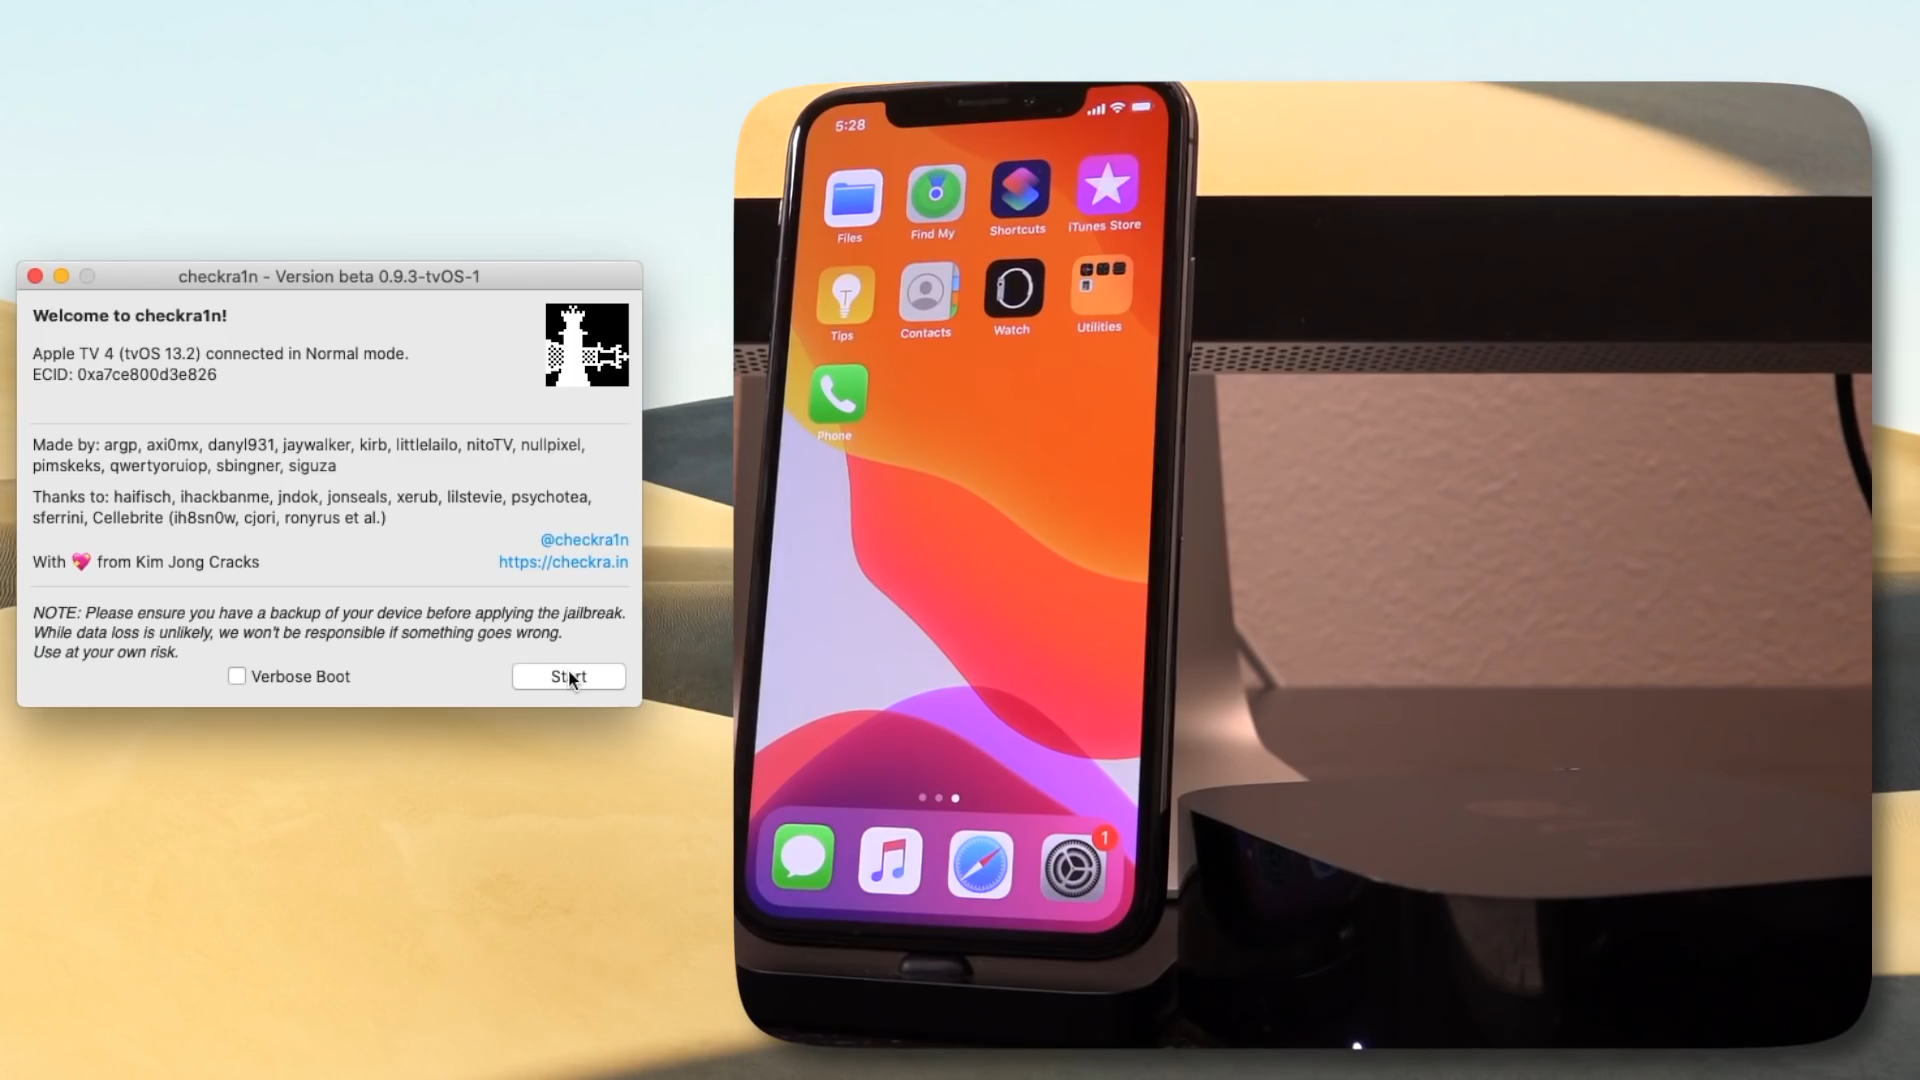 checkra1n - Version beta 0.9.3-tvOS-1
Welcome to checkra1n!
Apple TV 4 (tvOS 13.2) connected in Normal mode.
ECID: 0xa7ce800d3e826
Made by: argp, axi0mx, danyl931, jaywalker, kirb, littlelailo, nitoTV, nullpixel,
pimskeks, qwertyoruiop, sbingner, siguza
Thanks to: haifisch, ihackbanme, jndok, jonseals, xerub, lilstevie, psychotea,
sferrini, Cellebrite (ih8sn0w, cjori, ronyrus et al.)
@checkra1n
With 💖 from Kim Jong Cracks
https://checkra.in
NOTE: Please ensure you have a backup of your device before applying the jailbreak.
While data loss is unlikely, we won't be responsible if something goes wrong.
Use at your own risk.
Verbose Boot
Start
5:28
Files
Find My
Shortcuts
iTunes Store
Tips
Contacts
Watch
Utilities
Phone
1